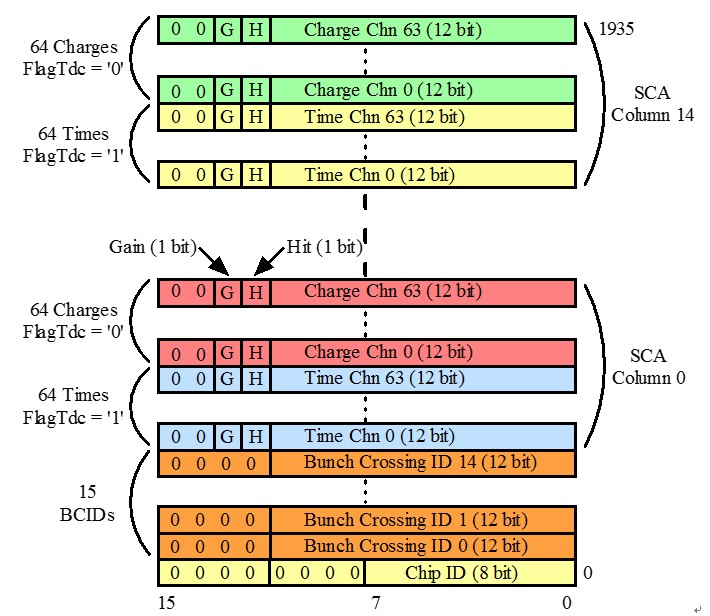 0 0 G H Charge Chn 63 (12 bit) 1935
64 Charges
FlagTdc = '0'
SCA
Column 14
0 0 G H Charge Chn 0 (12 bit)
0 0 G H Time Chn 63 (12 bit)
64 Times
FlagTdc = '1'
0 0 G H Time Chn 0 (12 bit)
Gain (1 bit) Hit (1 bit)
0 0 G H Charge Chn 63 (12 bit)
64 Charges
FlagTdc = '0'
0 0 G H Charge Chn 0 (12 bit)
SCA
Column 0
0 0 G H Time Chn 63 (12 bit)
64 Times
FlagTdc = '1'
0 0 G H Time Chn 0 (12 bit)
0 0 0 0 Bunch Crossing ID 14 (12 bit)
15
BCIDs
0 0 0 0 Bunch Crossing ID 1 (12 bit)
0 0 0 0 Bunch Crossing ID 0 (12 bit)
0 0 0 0 0 0 0 0 Chip ID (8 bit) 0
15 7 0